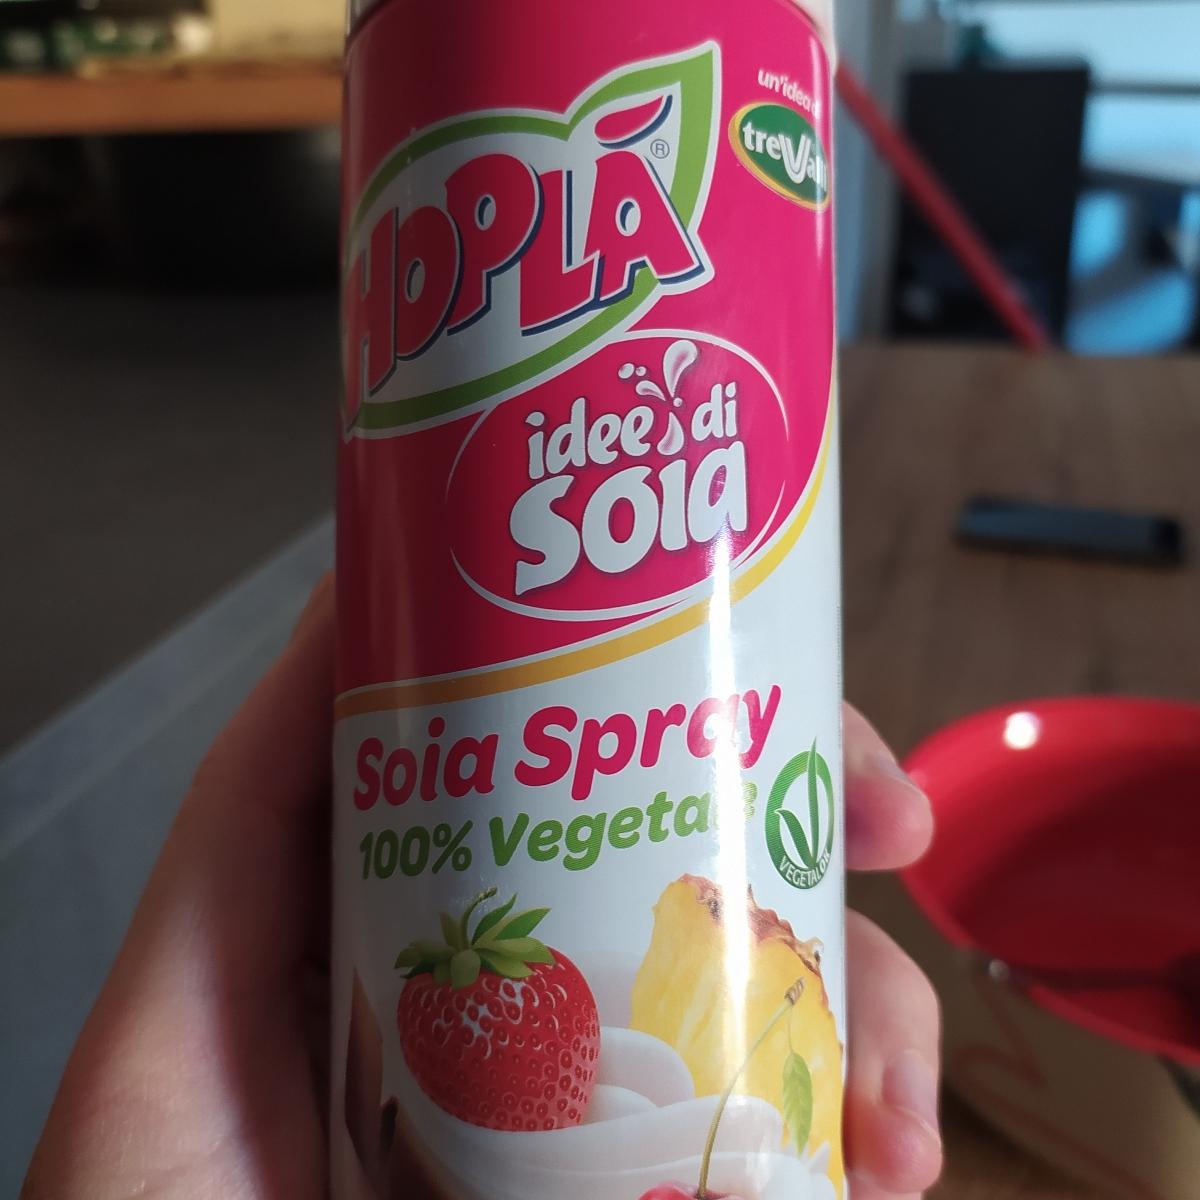 un'idea di
treValli
HOPLÀ®
idee di
SOIA
Soia Spray
100% Vegetale
VEGETALOK